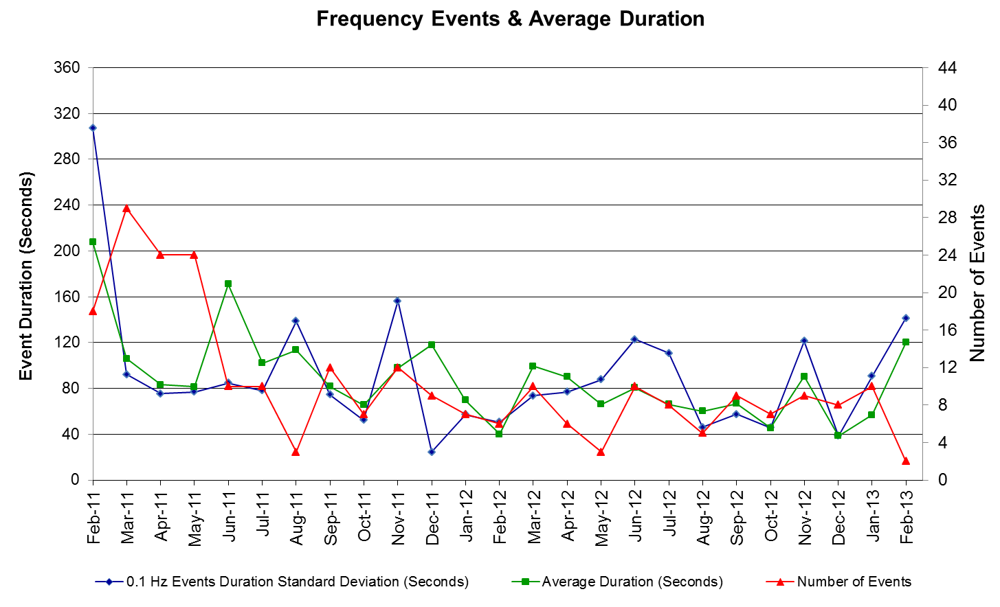 Frequency Events & Average Duration
360
320
280
240
200
160
120
80
40
0
Event Duration (Seconds)
44
40
36
32
28
24
20
16
12
8
4
0
Number of Events
Feb-11
Mar-11
Apr-11
May-11
Jun-11
Jul-11
Aug-11
Sep-11
Oct-11
Nov-11
Dec-11
Jan-12
Feb-12
Mar-12
Apr-12
May-12
Jun-12
Jul-12
Aug-12
Sep-12
Oct-12
Nov-12
Dec-12
Jan-13
Feb-13
0.1 Hz Events Duration Standard Deviation (Seconds)
Average Duration (Seconds)
Number of Events